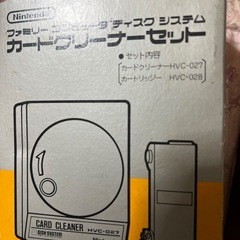 Nintendo
ファミリー コンピュータ ディスク システム
カードクリーナーセット
● セット内容
カードクリーナー HVC-027
カートリッジー HVC-028
CARD CLEANER
HVC-027
DISK SYSTEM